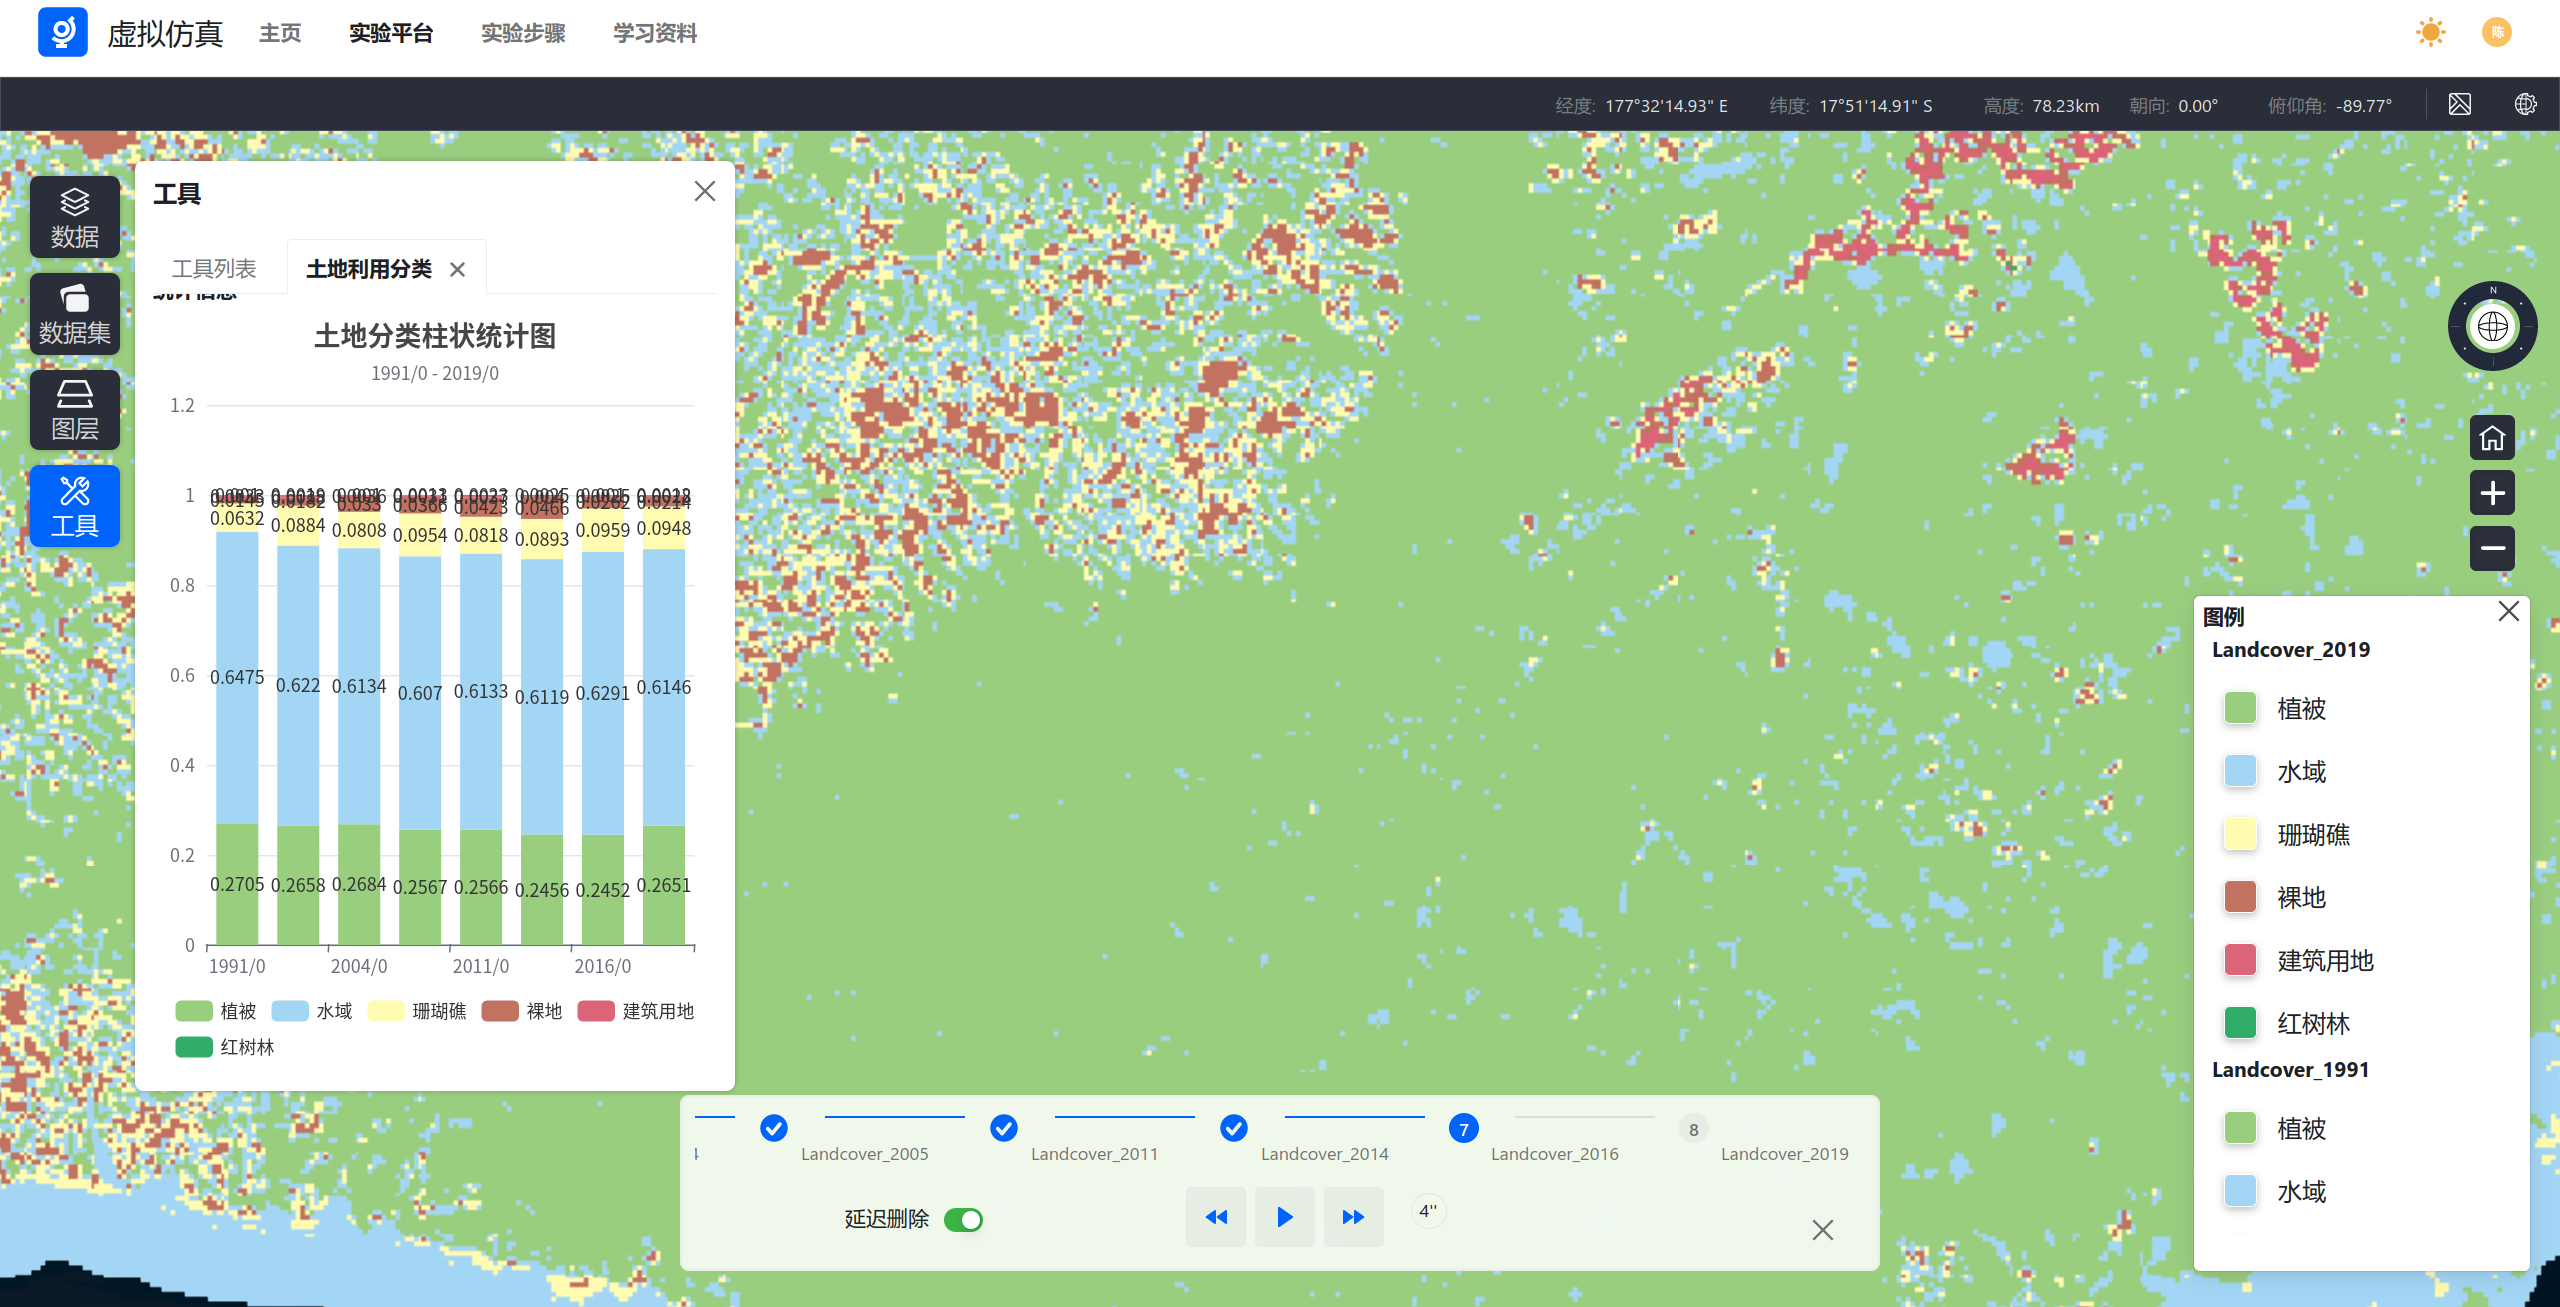 虚拟仿真 主页 实验平台 实验步骤 学习资料 陈
经度: 177°32'14.93" E 纬度: 17°51'14.91" S 高度: 78.23km 朝向: 0.00° 俯仰角: -89.77°
数据
数据集
图层
工具
工具
工具列表 土地利用分类
统计信息
土地分类柱状统计图
1991/0 - 2019/0
1.2
1
0.8
0.6
0.4
0.2
0
0.0632 0.0884 0.0808 0.0954 0.0818 0.0893 0.0959 0.0948
0.6475 0.622 0.6134 0.607 0.6133 0.6119 0.6291 0.6146
0.2705 0.2658 0.2684 0.2567 0.2566 0.2456 0.2452 0.2651
1991/0 2004/0 2011/0 2016/0
植被 水域 珊瑚礁 裸地 建筑用地
红树林
N
图例
Landcover_2019
植被
水域
珊瑚礁
裸地
建筑用地
红树林
Landcover_1991
植被
水域
7 8
4 Landcover_2005 Landcover_2011 Landcover_2014 Landcover_2016 Landcover_2019
延迟删除 4''